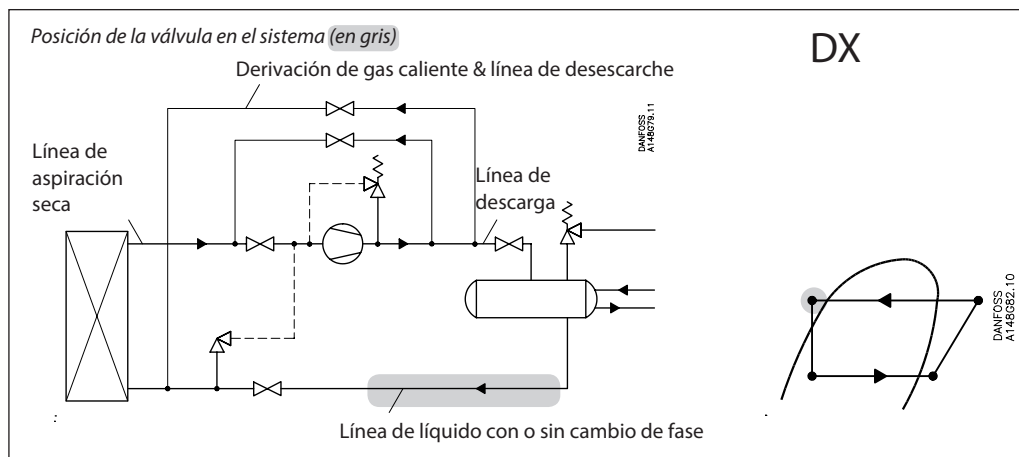 Posición de la válvula en el sistema (en gris)
DX
Derivación de gas caliente & línea de desescarche
DANFOSS
A148G79.11
Línea de
aspiración
seca
Línea de
descarga
DANFOSS
A148G82.10
Línea de líquido con o sin cambio de fase